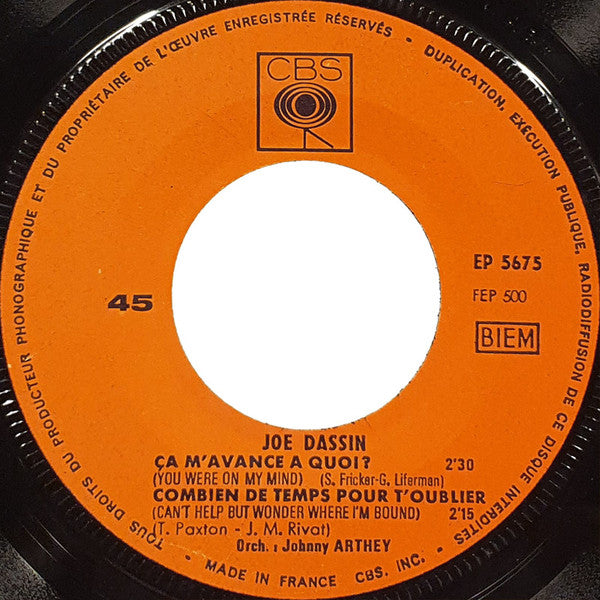 TOUS DROITS DU PRODUCTEUR PHONOGRAPHIQUE ET DU PROPRIÉTAIRE DE L'ŒUVRE ENREGISTRÉE RÉSERVÉS - DUPLICATION, EXÉCUTION PUBLIQUE, RADIODIFFUSION DE CE DISQUE INTERDITES
CBS
45
EP 5675
FEP 500
BIEM
JOE DASSIN
ÇA M'AVANCE A QUOI? 2'30
(YOU WERE ON MY MIND) (S. Fricker-G. Liferman)
COMBIEN DE TEMPS POUR T'OUBLIER
(CAN'T HELP BUT WONDER WHERE I'M BOUND) 2'15
(T. Paxton - J. M. Rivat)
Orch. : Johnny ARTHEY
• MADE IN FRANCE CBS. INC. •